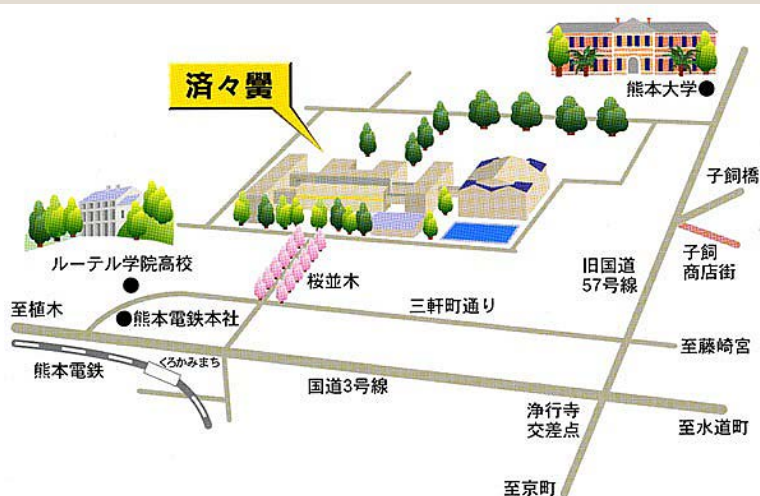 済々黌
熊本大学
子飼橋
子飼
商店街
旧国道
57号線
ルーテル学院高校
桜並木
三軒町通り
至植木
熊本電鉄本社
至藤崎宮
くろかみまち
熊本電鉄
国道3号線
浄行寺
交差点
至水道町
至京町